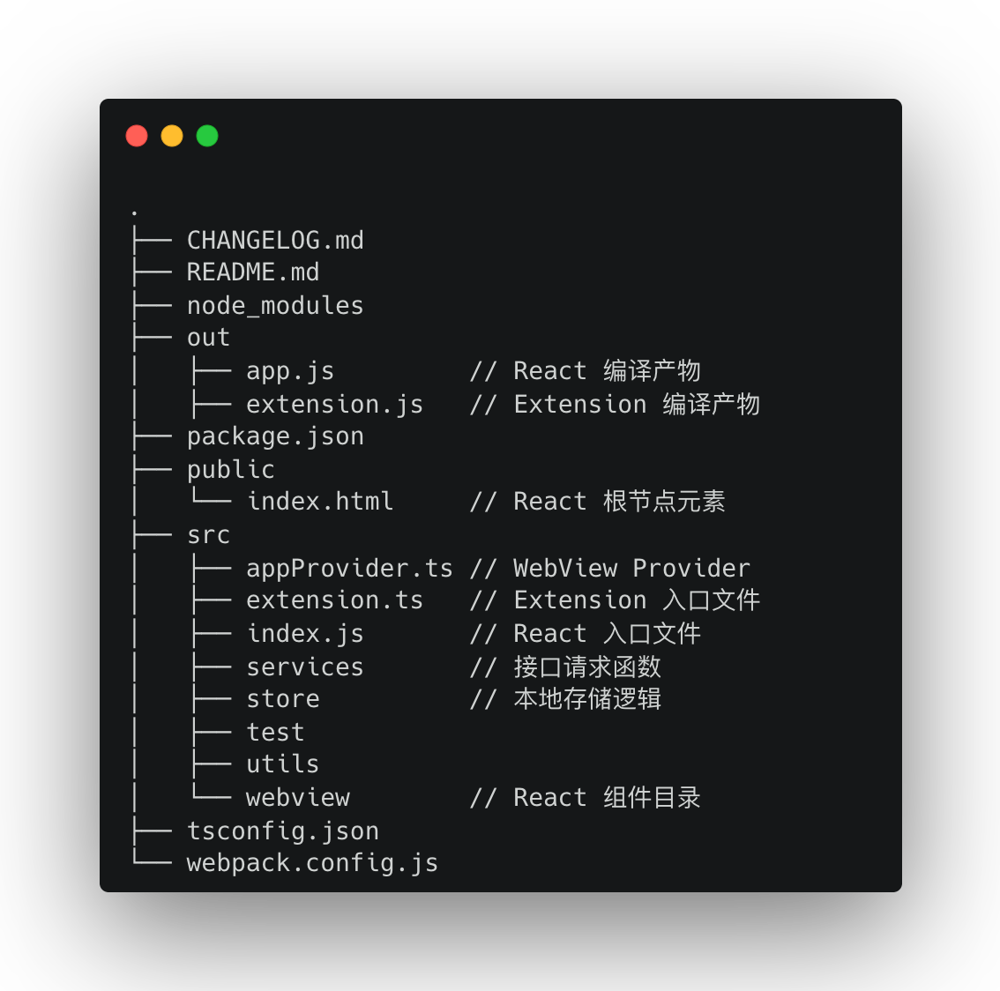 .
├── CHANGELOG.md
├── README.md
├── node_modules
├── out
│   ├── app.js         // React 编译产物
│   ├── extension.js   // Extension 编译产物
├── package.json
├── public
│   └── index.html     // React 根节点元素
├── src
│   ├── appProvider.ts // WebView Provider
│   ├── extension.ts   // Extension 入口文件
│   ├── index.js       // React 入口文件
│   ├── services       // 接口请求函数
│   ├── store          // 本地存储逻辑
│   ├── test
│   ├── utils
│   └── webview        // React 组件目录
├── tsconfig.json
└── webpack.config.js